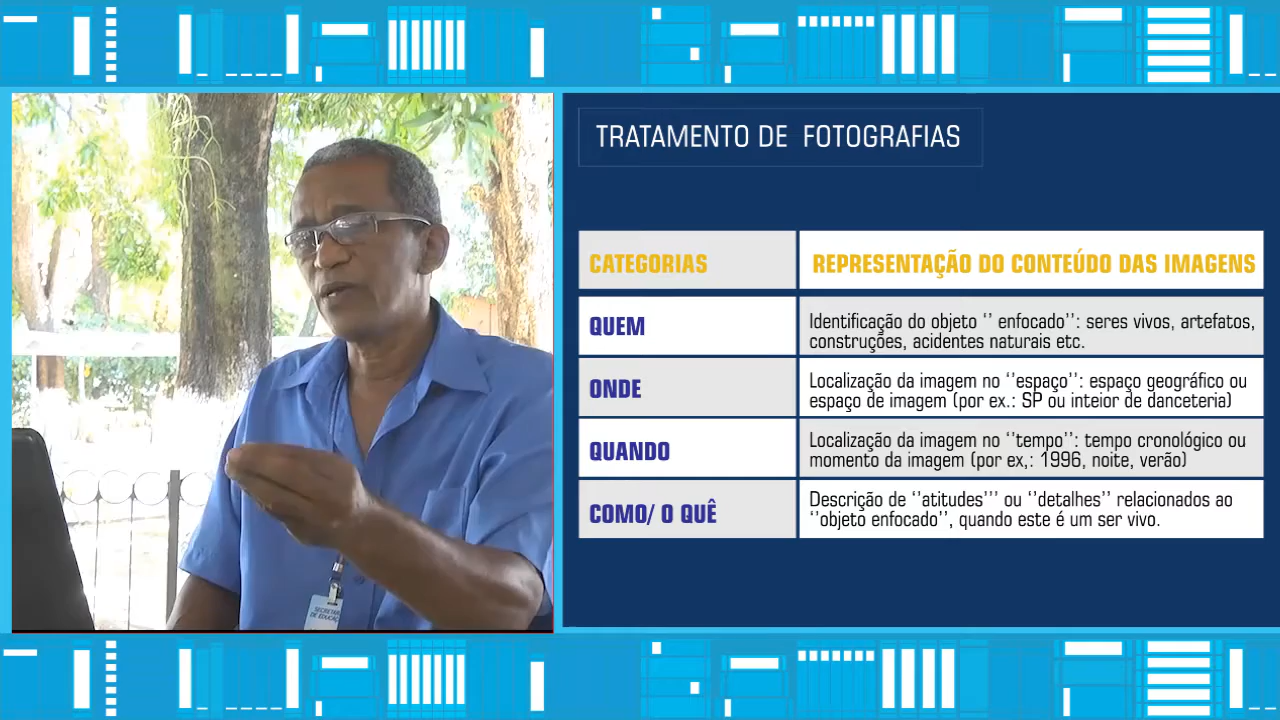 TRATAMENTO DE FOTOGRAFIAS
CATEGORIAS
REPRESENTAÇÃO DO CONTEÚDO DAS IMAGENS
QUEM
Identificação do objeto '' enfocado'': seres vivos, artefatos,
construções, acidentes naturais etc.
ONDE
Localização da imagem no ''espaço'': espaço geográfico ou
espaço de imagem (por ex.: SP ou inteior de danceteria)
QUANDO
Localização da imagem no ''tempo'': tempo cronológico ou
momento da imagem (por ex,: 1996, noite, verão)
COMO/ O QUÊ
Descrição de ''atitudes''' ou ''detalhes'' relacionados ao
''objeto enfocado'', quando este é um ser vivo.